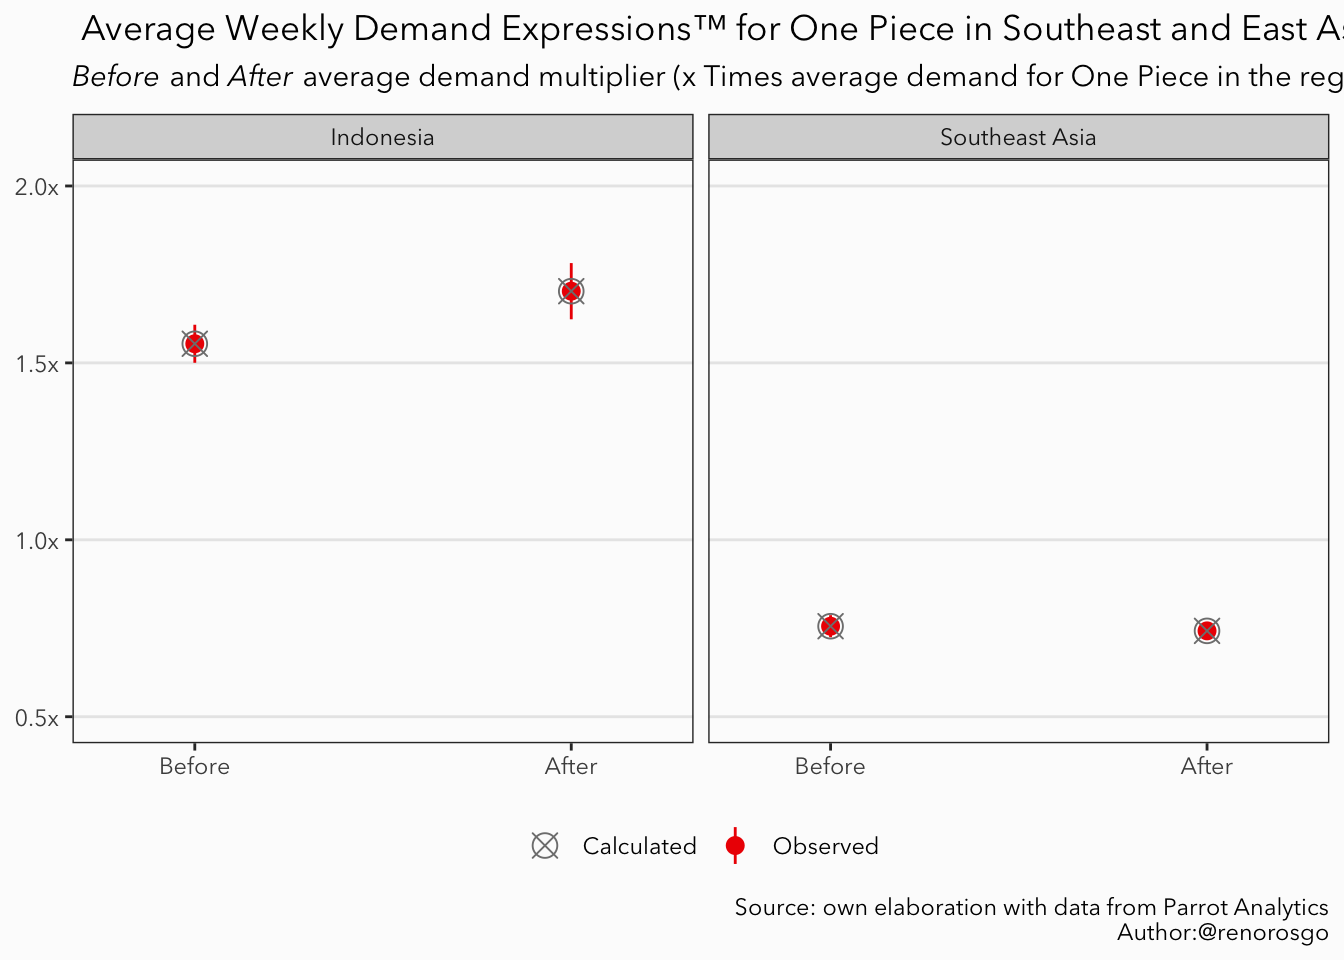 Average Weekly Demand Expressions™ for One Piece in Southeast and East
Before and After average demand multiplier (x Times average demand for One Piece in the
Indonesia
Southeast Asia
2.0x
1.5x
1.0x
0.5x
Before
After
Before
After
Calculated
Observed
Source: own elaboration with data from Parrot Analytics
Author:@renorosgo